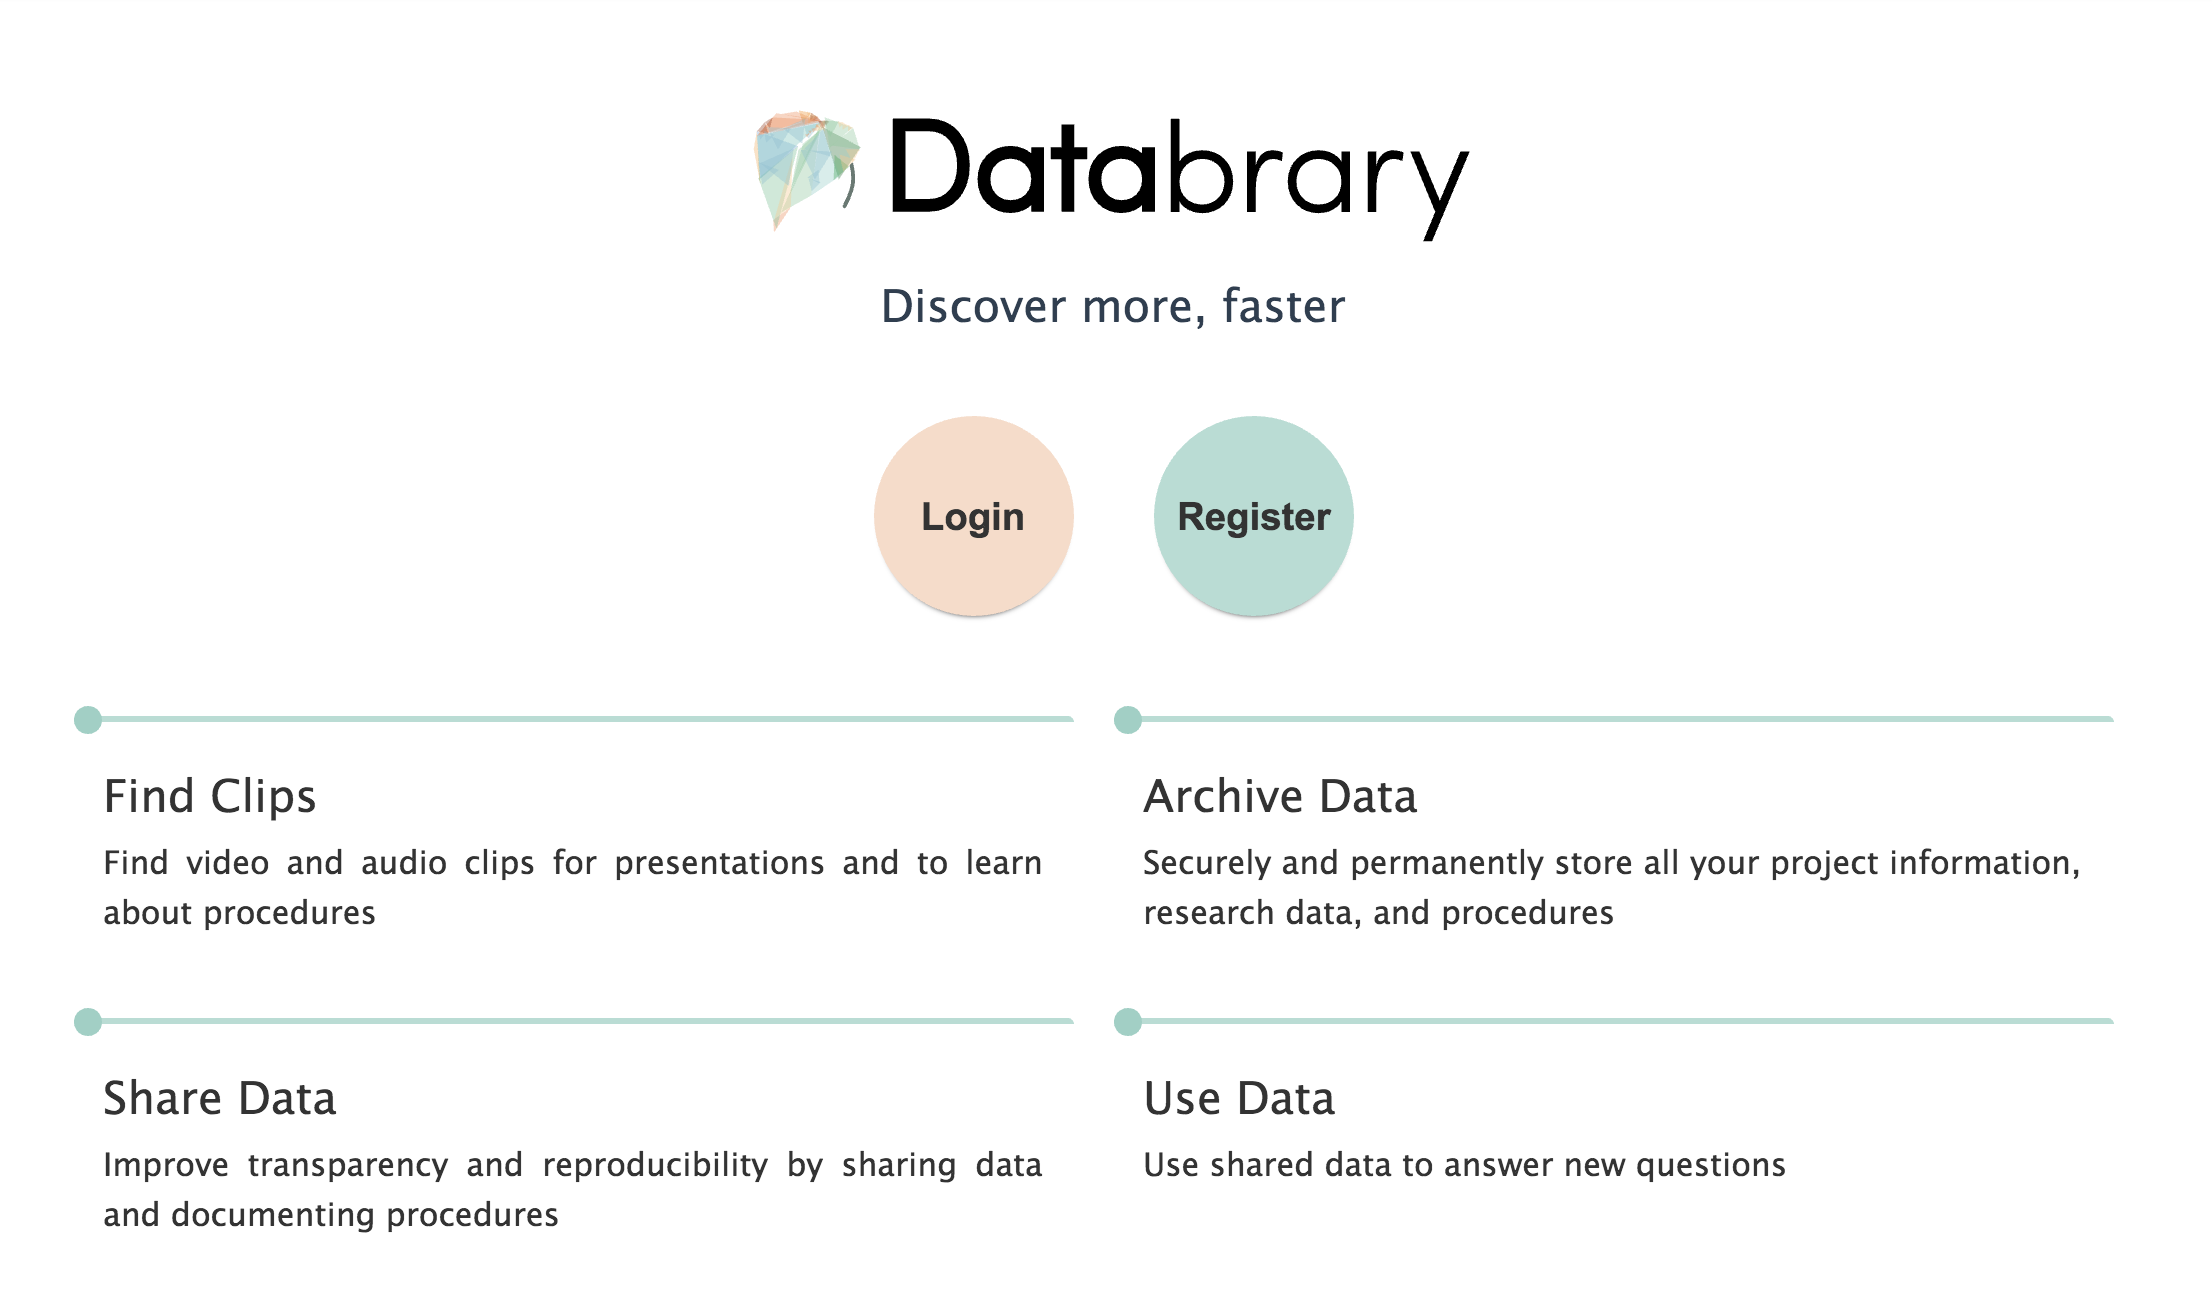 Databrary
Discover more, faster
Login
Register
Find Clips
Find video and audio clips for presentations and to learn
about procedures
Archive Data
Securely and permanently store all your project information,
research data, and procedures
Share Data
Improve transparency and reproducibility by sharing data
and documenting procedures
Use Data
Use shared data to answer new questions